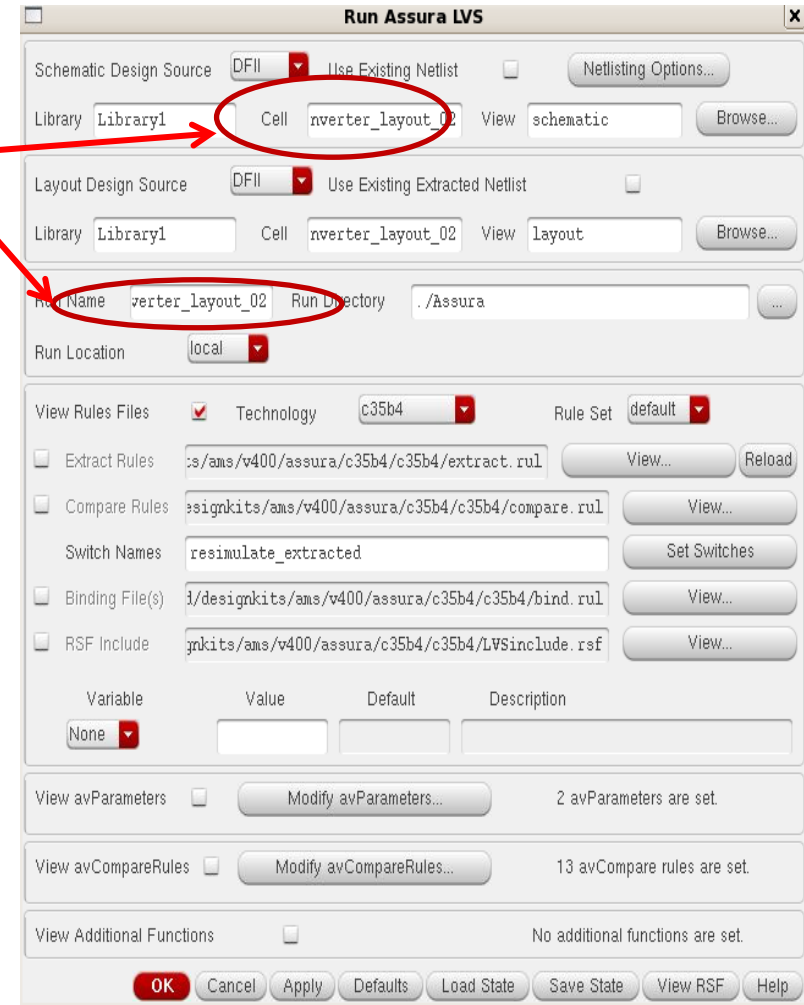 Run Assura LVS
Schematic Design Source DFII Use Existing Netlist Netlisting Options...
Library Library1 Cell nverter_layout_02 View schematic Browse...
Layout Design Source DFII Use Existing Extracted Netlist
Library Library1 Cell nverter_layout_02 View layout Browse...
Run Name verter_layout_02 Run Directory ./Assura ...
Run Location local
View Rules Files Technology c35b4 Rule Set default
Extract Rules ts/ams/v400/assura/c35b4/c35b4/extract.rul View... Reload
Compare Rules esignkits/ams/v400/assura/c35b4/c35b4/compare.rul View...
Switch Names resimulate_extracted Set Switches
Binding File(s) d/designkits/ams/v400/assura/c35b4/c35b4/bind.rul View...
RSF Include gnkits/ams/v400/assura/c35b4/c35b4/LVSinclude.rsf View...
Variable Value Default Description
None
View avParameters Modify avParameters... 2 avParameters are set.
View avCompareRules Modify avCompareRules... 13 avCompare rules are set.
View Additional Functions No additional functions are set.
OK Cancel Apply Defaults Load State Save State View RSF Help